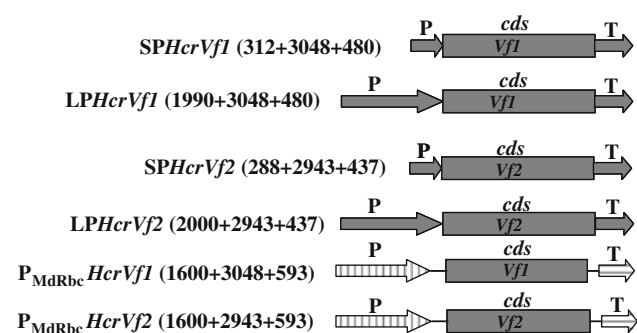 P cds T
SPHcrVf1 (312+3048+480) Vf1
P cds T
LPHcrVf1 (1990+3048+480) Vf1
P cds T
SPHcrVf2 (288+2943+437) Vf2
P cds T
LPHcrVf2 (2000+2943+437) Vf2
P cds T
PMdRbcHcrVf1 (1600+3048+593) Vf1
P cds T
PMdRbcHcrVf2 (1600+2943+593) Vf2